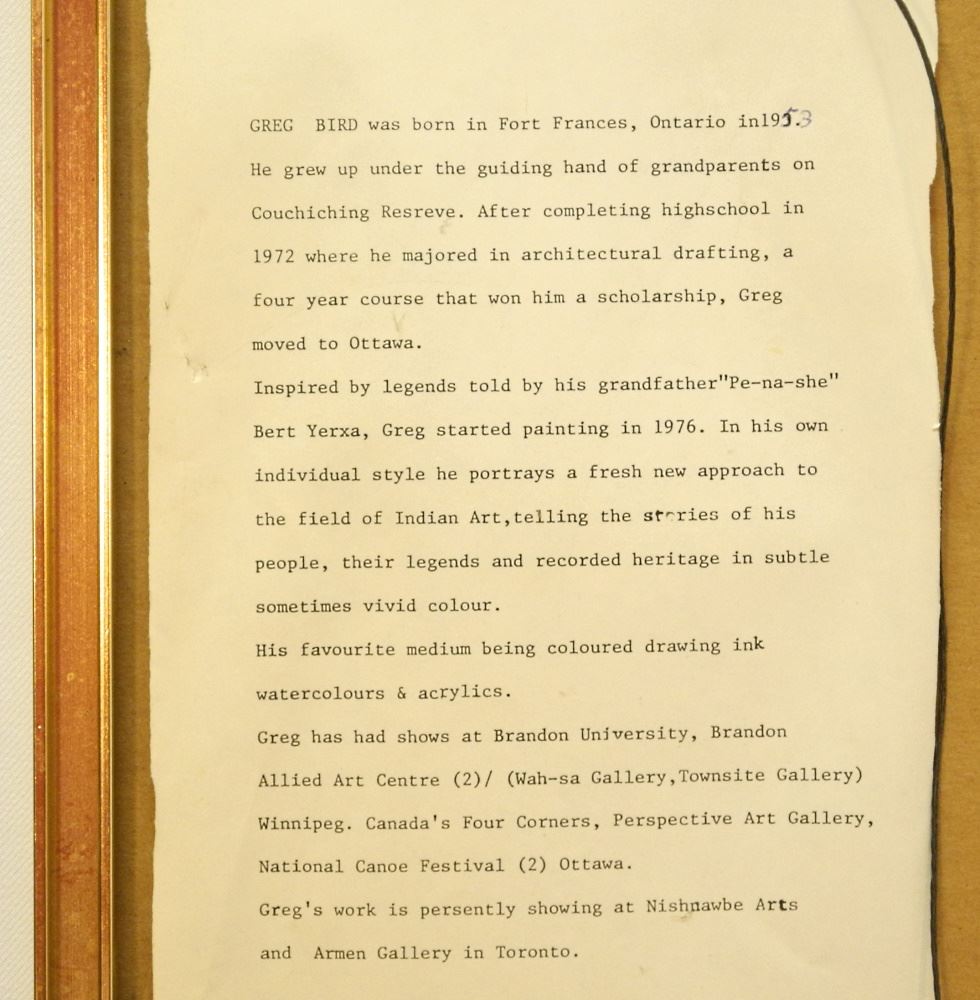 GREG BIRD was born in Fort Frances, Ontario in1953.
He grew up under the guiding hand of grandparents on
Couchiching Resreve. After completing highschool in
1972 where he majored in architectural drafting, a
four year course that won him a scholarship, Greg
moved to Ottawa.
Inspired by legends told by his grandfather"Pe-na-she"
Bert Yerxa, Greg started painting in 1976. In his own
individual style he portrays a fresh new approach to
the field of Indian Art,telling the stories of his
people, their legends and recorded heritage in subtle
sometimes vivid colour.
His favourite medium being coloured drawing ink
watercolours & acrylics.
Greg has had shows at Brandon University, Brandon
Allied Art Centre (2)/ (Wah-sa Gallery,Townsite Gallery)
Winnipeg. Canada's Four Corners, Perspective Art Gallery,
National Canoe Festival (2) Ottawa.
Greg's work is persently showing at Nishnawbe Arts
and Armen Gallery in Toronto.